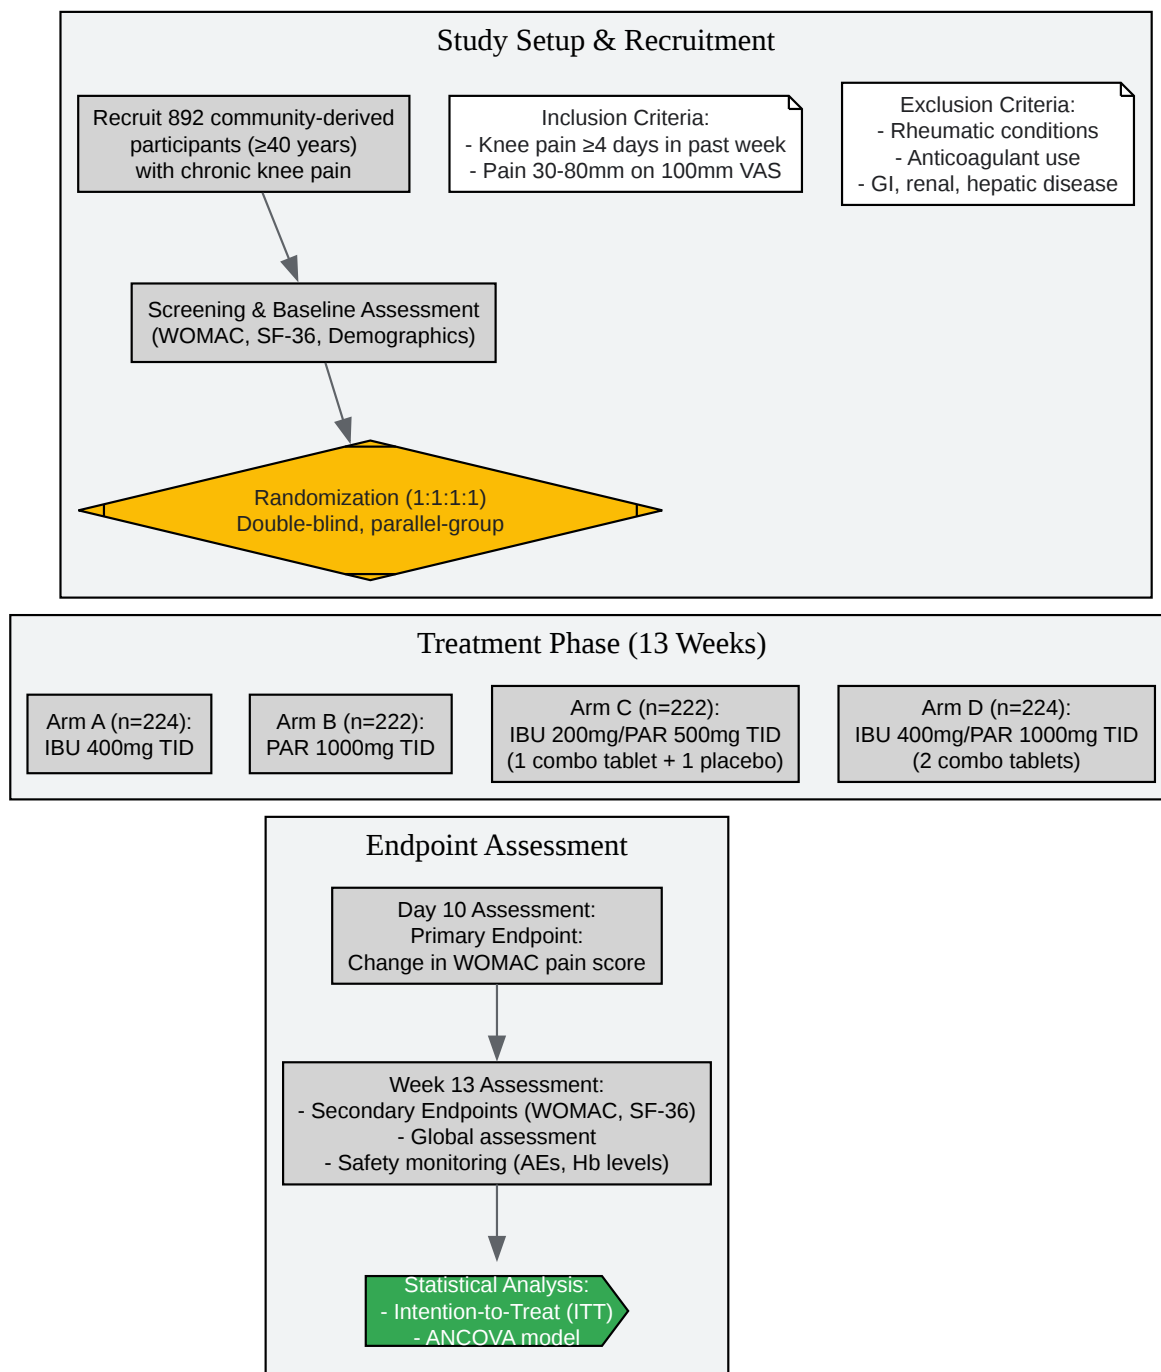 Study Setup & Recruitment
Recruit 892 community-derived
participants (≥40 years)
with chronic knee pain
Inclusion Criteria:
- Knee pain ≥4 days in past week
- Pain 30-80mm on 100mm VAS
Exclusion Criteria:
- Rheumatic conditions
- Anticoagulant use
- GI, renal, hepatic disease
Screening & Baseline Assessment
(WOMAC, SF-36, Demographics)
Randomization (1:1:1:1)
Double-blind, parallel-group
Treatment Phase (13 Weeks)
Arm A (n=224):
IBU 400mg TID
Arm B (n=222):
PAR 1000mg TID
Arm C (n=222):
IBU 200mg/PAR 500mg TID
(1 combo tablet + 1 placebo)
Arm D (n=224):
IBU 400mg/PAR 1000mg TID
(2 combo tablets)
Endpoint Assessment
Day 10 Assessment:
Primary Endpoint:
Change in WOMAC pain score
Week 13 Assessment:
- Secondary Endpoints (WOMAC, SF-36)
- Global assessment
- Safety monitoring (AEs, Hb levels)
Statistical Analysis:
- Intention-to-Treat (ITT)
- ANCOVA model